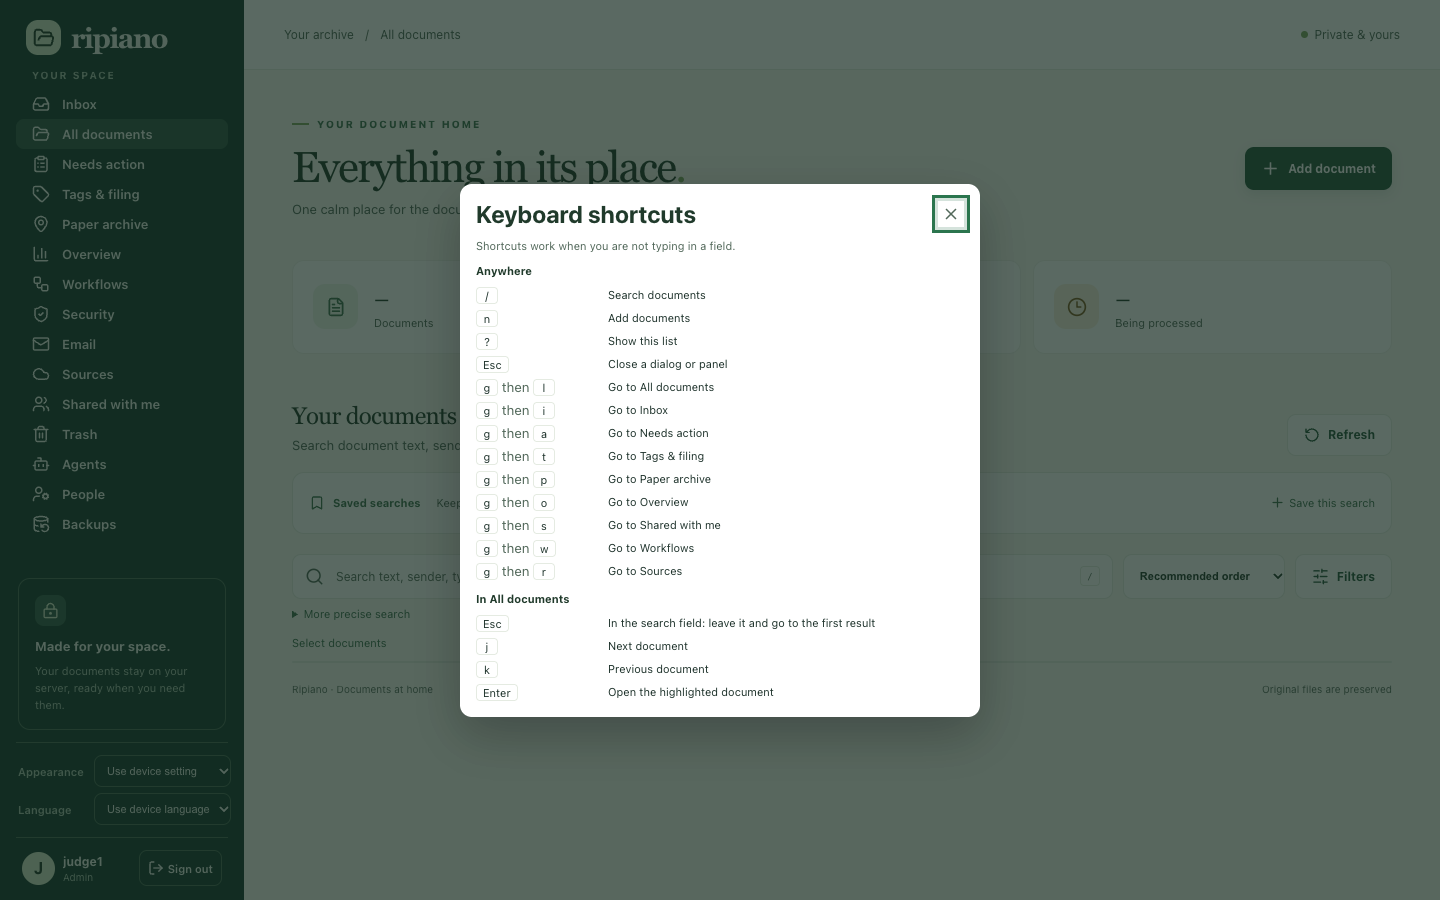 ripiano
YOUR SPACE
Inbox
All documents
Needs action
Tags & filing
Paper archive
Overview
Workflows
Security
Email
Sources
Shared with me
Trash
Agents
People
Backups
Made for your space.
Your documents stay on your
server, ready when you need
them.
Appearance
Use device setting
Language
Use device language
J
judge1
Admin
Sign out
Your archive / All documents
Private & yours
YOUR DOCUMENT HOME
Everything in its place.
One calm place for the docu
Add document
—
Documents
—
Being processed
Your documents
Search document text, send
Refresh
Saved searches
Keep
Save this search
Search text, sender, ty
/
Recommended order
Filters
More precise search
Select documents
Ripiano · Documents at home
Original files are preserved
Keyboard shortcuts
Shortcuts work when you are not typing in a field.
Anywhere
/ Search documents
n Add documents
? Show this list
Esc Close a dialog or panel
g then l Go to All documents
g then i Go to Inbox
g then a Go to Needs action
g then t Go to Tags & filing
g then p Go to Paper archive
g then o Go to Overview
g then s Go to Shared with me
g then w Go to Workflows
g then r Go to Sources
In All documents
Esc In the search field: leave it and go to the first result
j Next document
k Previous document
Enter Open the highlighted document